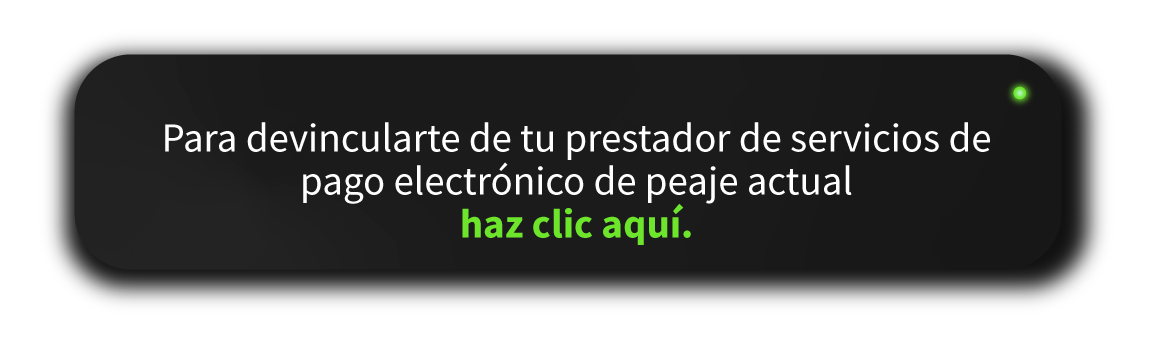 Para devincularte de tu prestador de servicios de
pago electrónico de peaje actual
haz clic aquí.